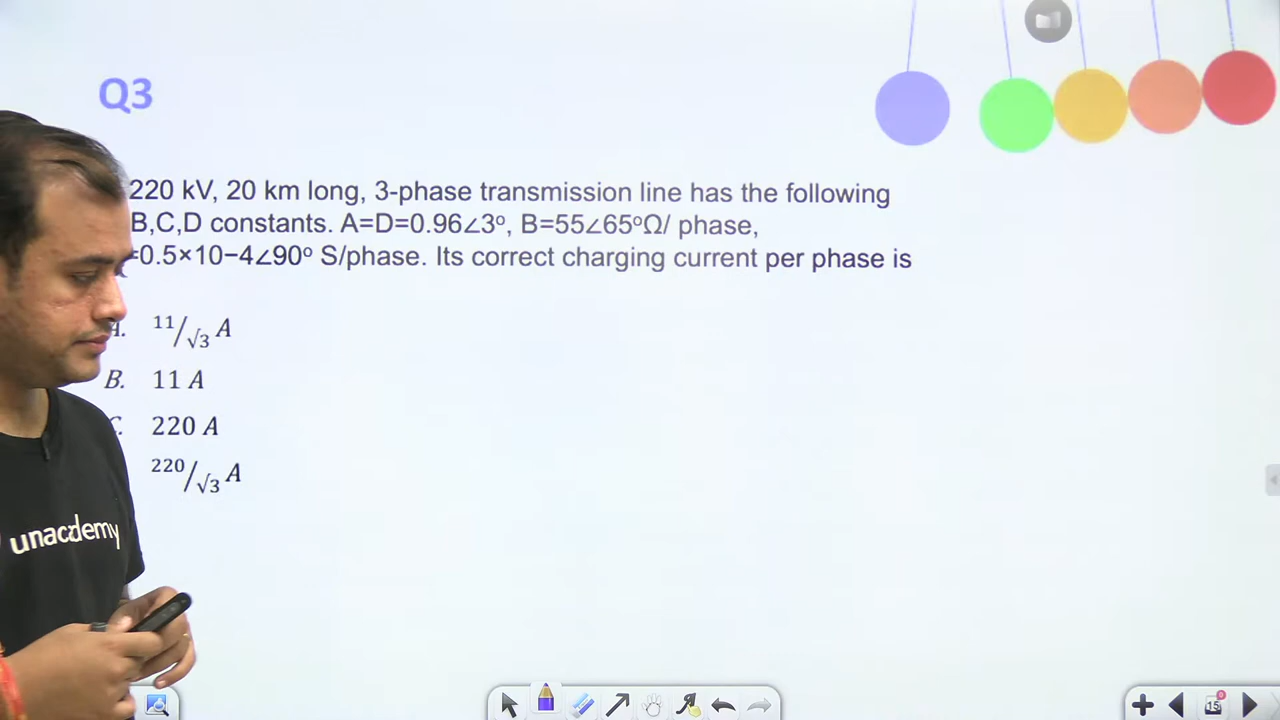 Q3
220 kV, 20 km long, 3-phase transmission line has the following
B,C,D constants. A=D=0.96∠3º, B=55∠65ºΩ/ phase,
=0.5×10−4∠90º S/phase. Its correct charging current per phase is
A. 11/√3 A
B. 11 A
C. 220 A
220/√3 A
unacademy
15